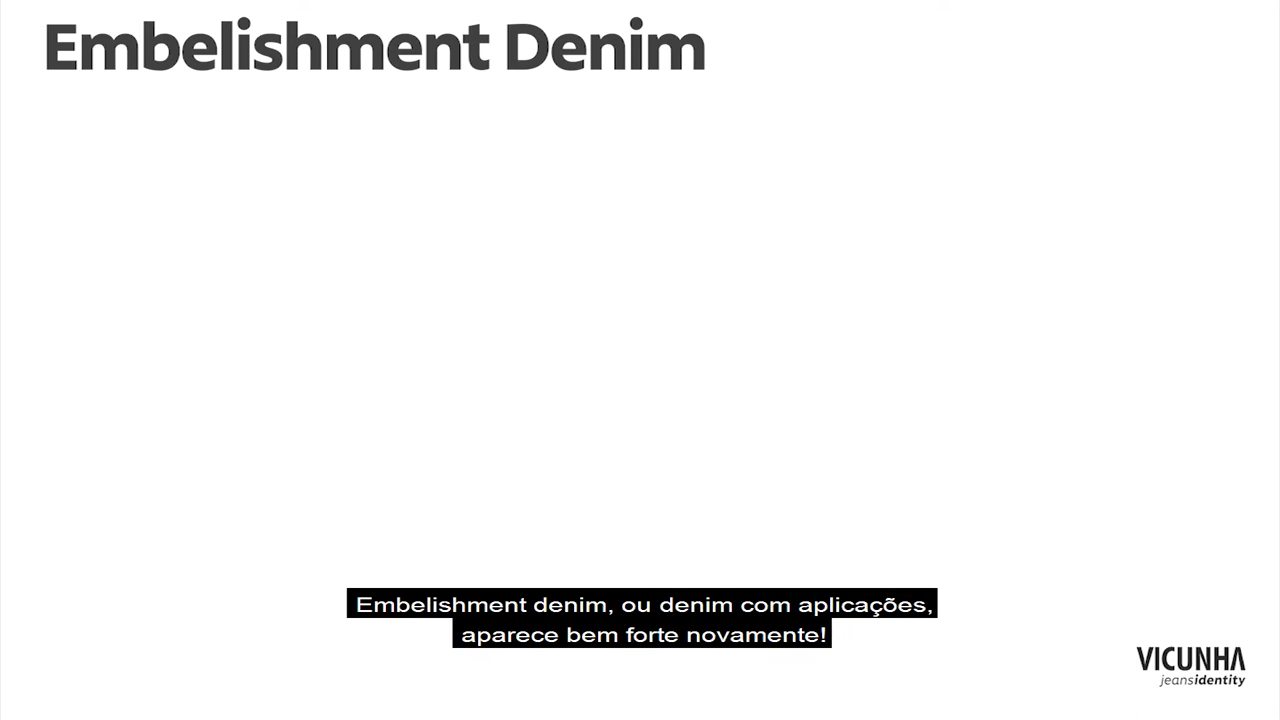 Embelishment Denim
Embelishment denim, ou denim com aplicações,
aparece bem forte novamente!
VICUNHA
jeansidentity